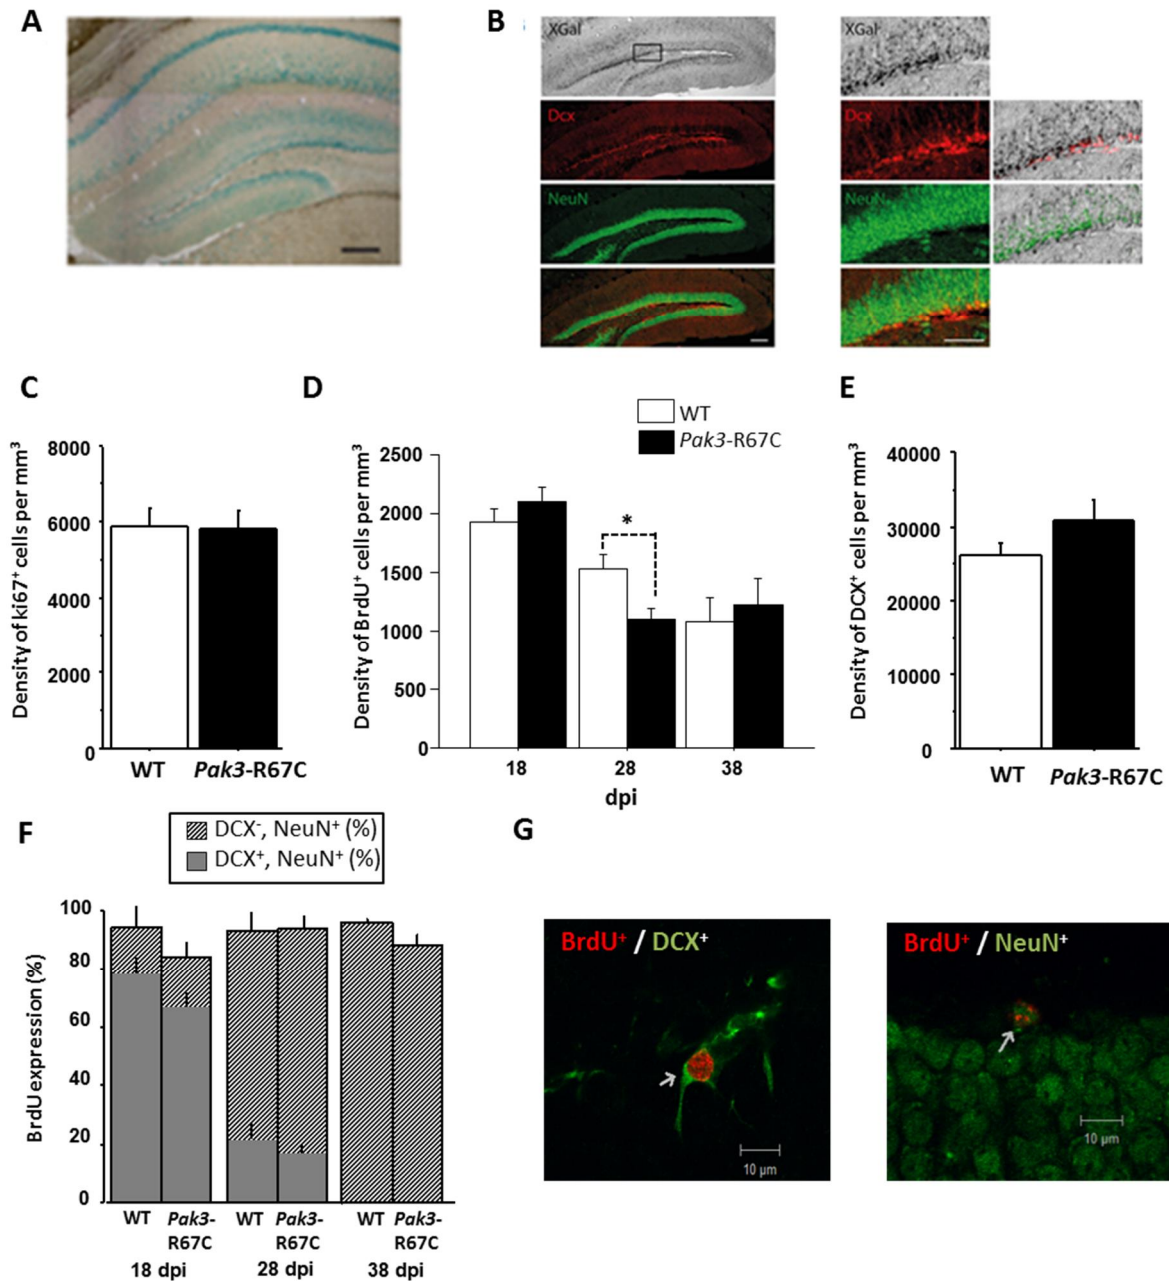 A
B
XGal
XGal
Dcx
Dcx
NeuN
NeuN
C
D
E
WT
Pak3-R67C
Density of ki67⁺ cells per mm³
8000
6000
4000
2000
0
WT
Pak3-R67C
Density of BrdU⁺ cells per mm³
2500
2000
1500
1000
500
0
*
18
28
38
dpi
Density of DCX⁺ cells per mm³
40000
30000
20000
10000
0
WT
Pak3-R67C
F
DCX⁻, NeuN⁺ (%)
DCX⁺, NeuN⁺ (%)
BrdU expression (%)
100
80
60
40
20
0
WT
Pak3-
R67C
WT
Pak3-
R67C
WT
Pak3-
R67C
18 dpi
28 dpi
38 dpi
G
BrdU⁺ / DCX⁺
10 µm
BrdU⁺ / NeuN⁺
10 µm